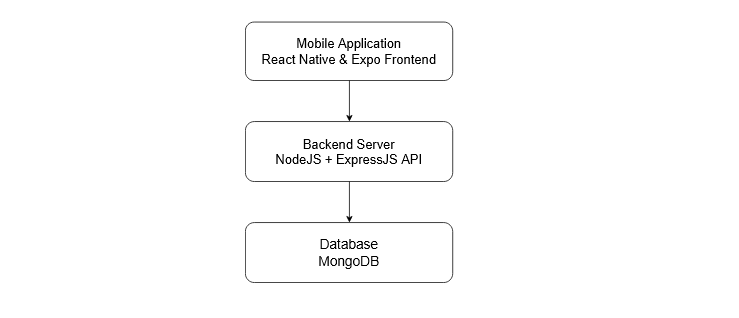 Mobile Application
React Native & Expo Frontend
Backend Server
NodeJS + ExpressJS API
Database
MongoDB